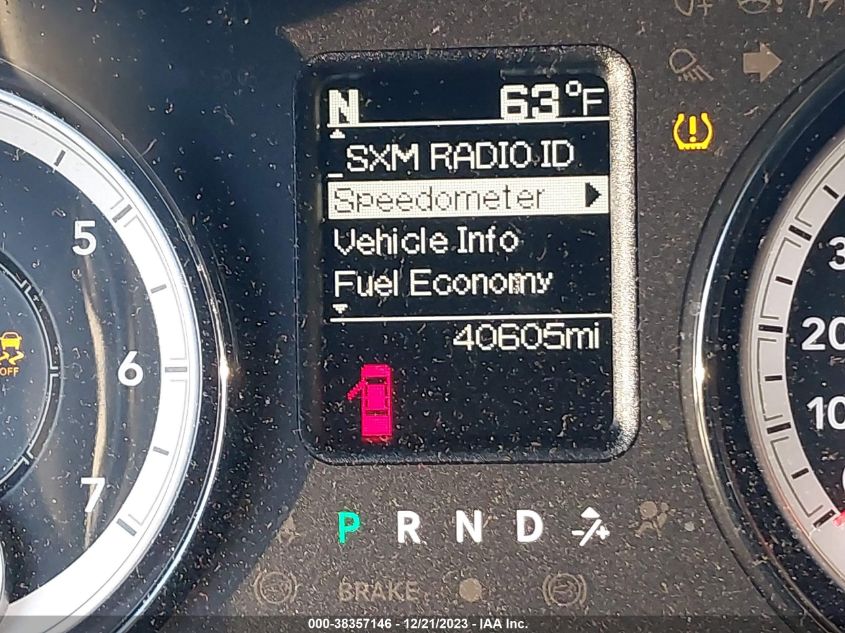 N 63°F
SXM RADIO ID
Speedometer
Vehicle Info
Fuel Economy
40605mi
5
6
7
OFF
20
10
P R N D
BRAKE
000-38357146 - 12/21/2023 - IAA Inc.